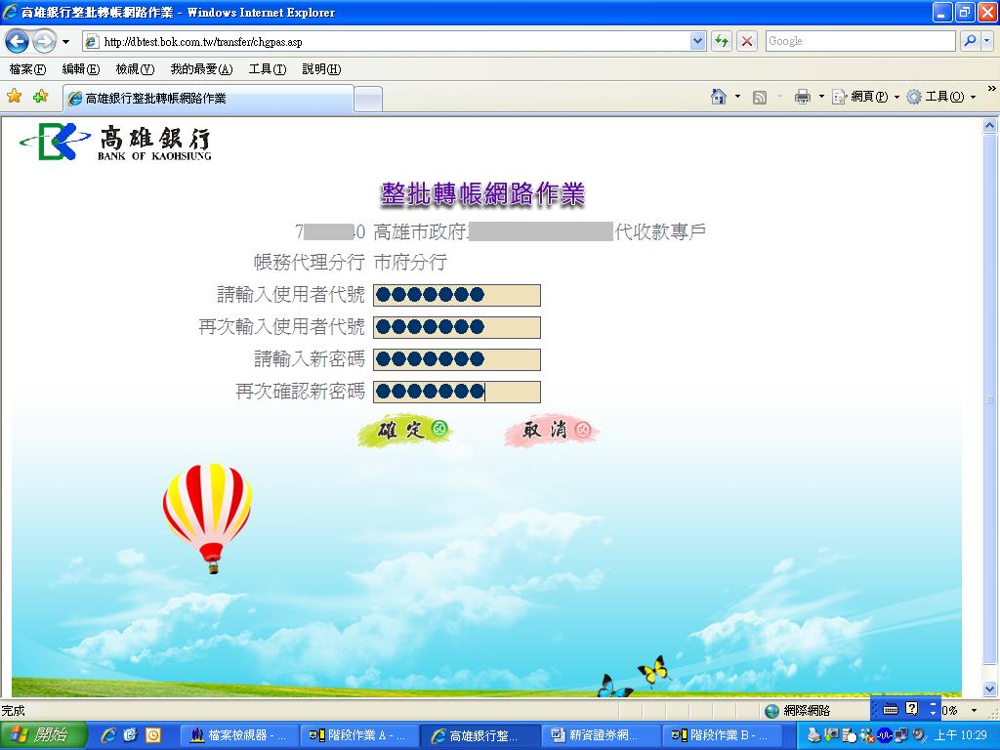 高雄銀行整批轉帳網路作業 - Windows Internet Explorer
http://dbtest.bok.com.tw/transfer/chgpas.asp
Google
檔案(F) 編輯(E) 檢視(V) 我的最愛(A) 工具(T) 說明(H)
高雄銀行整批轉帳網路作業
網頁(P) 工具(O) »
高雄銀行
BANK OF KAOHSIUNG
整批轉帳網路作業
7 40 高雄市政府 代收款專戶
帳務代理分行 市府分行
請輸入使用者代號 ●●●●●●●
再次輸入使用者代號 ●●●●●●●
請輸入新密碼 ●●●●●●●
再次確認新密碼 ●●●●●●●
確定 GO 取消 GO
完成 網際網路 0%
開始 檔案檢視器 - ... 階段作業 A - ... 高雄銀行整... 薪資證券網... 階段作業 B - ... 上午 10:29